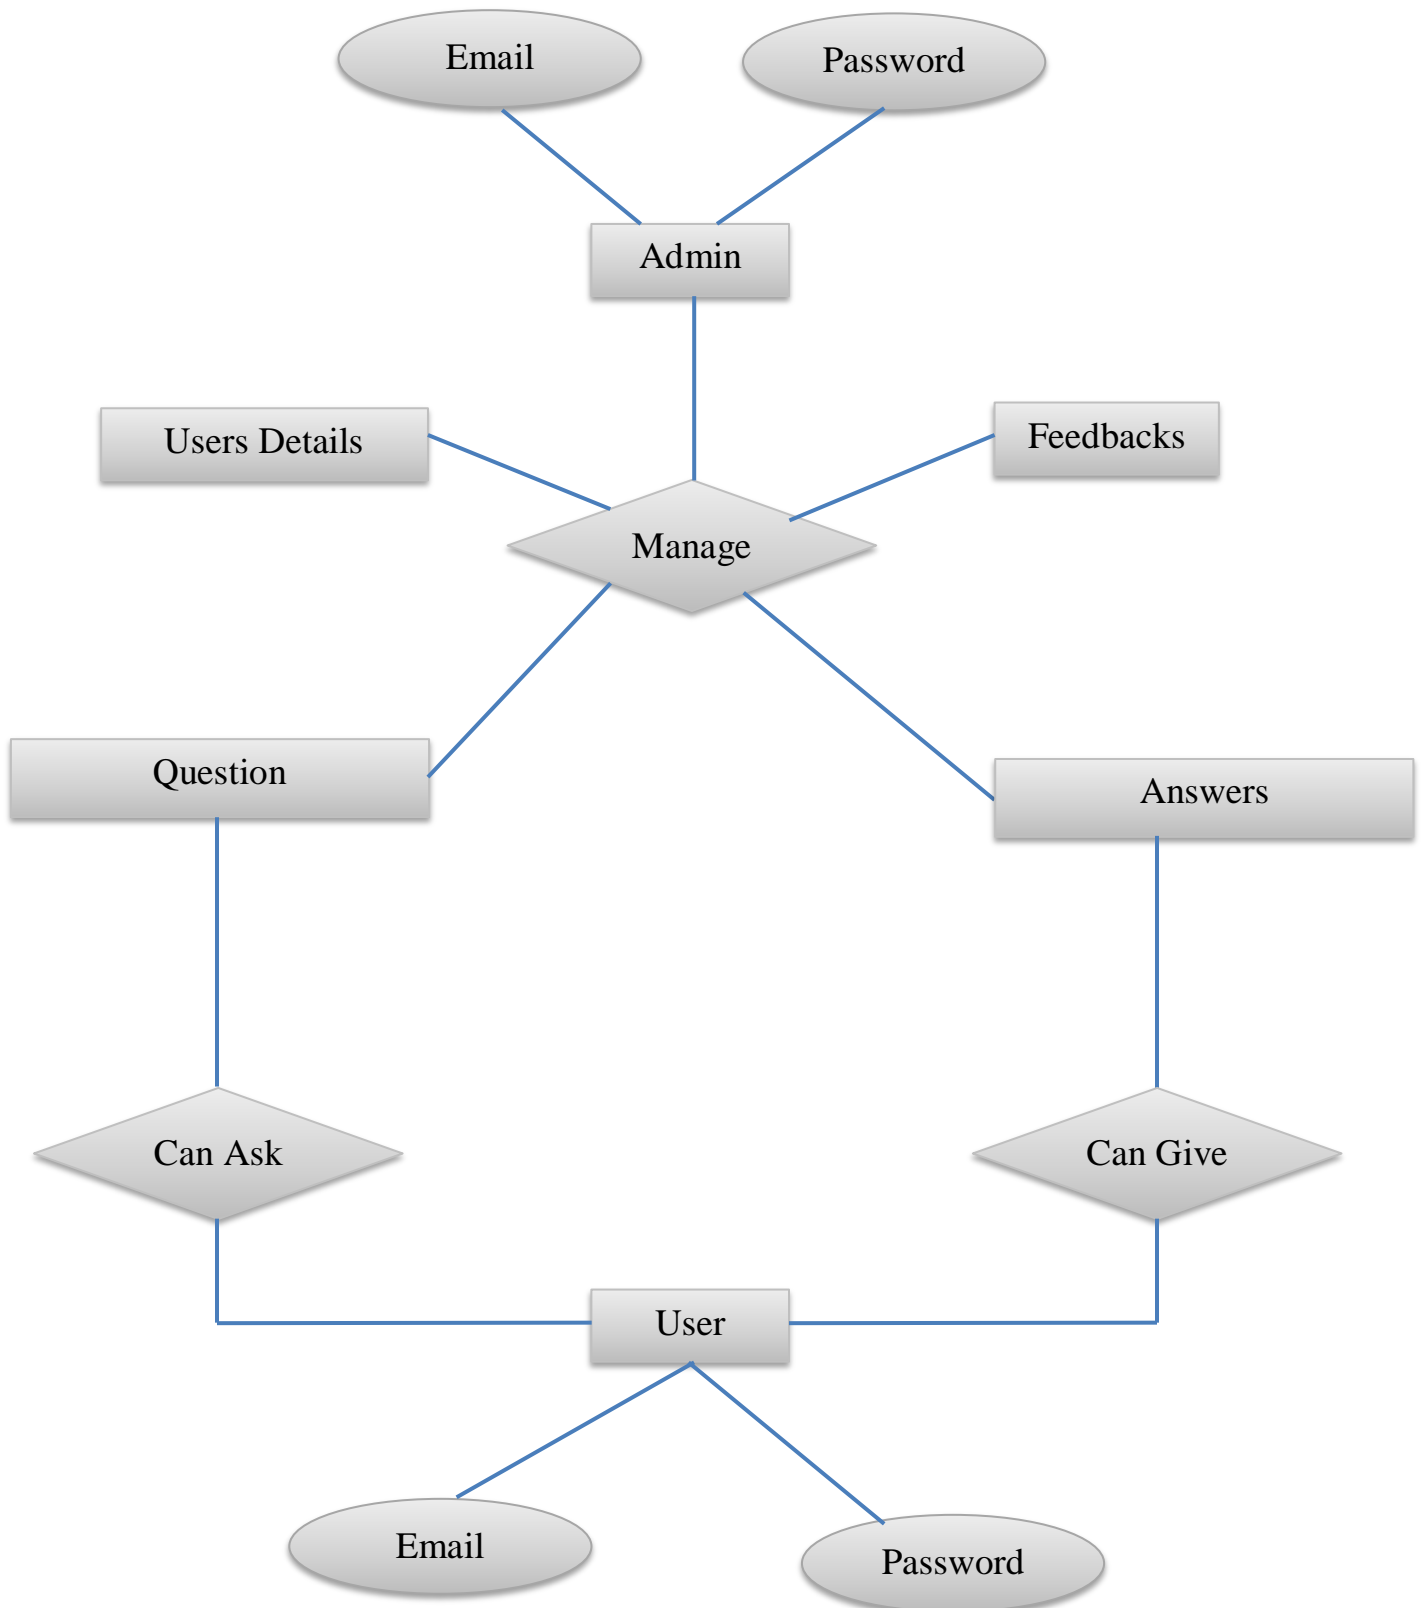 Email
Password
Admin
Users Details
Feedbacks
Manage
Question
Answers
Can Ask
Can Give
User
Email
Password